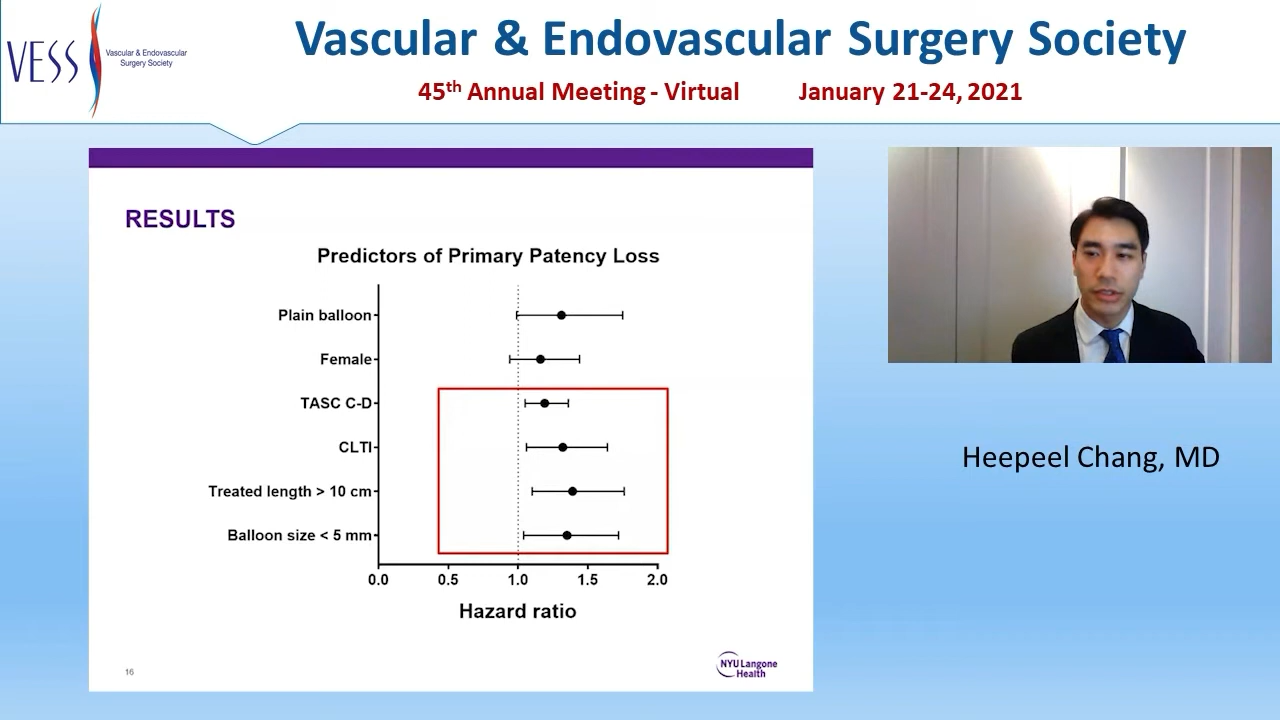 VESS
Vascular & Endovascular
Surgery Society
Vascular & Endovascular Surgery Society
45th Annual Meeting - Virtual January 21-24, 2021
RESULTS
Predictors of Primary Patency Loss
Plain balloon
Female
TASC C-D
CLTI
Treated length > 10 cm
Balloon size < 5 mm
0.0 0.5 1.0 1.5 2.0
Hazard ratio
16
NYU Langone
Health
Heepeel Chang, MD